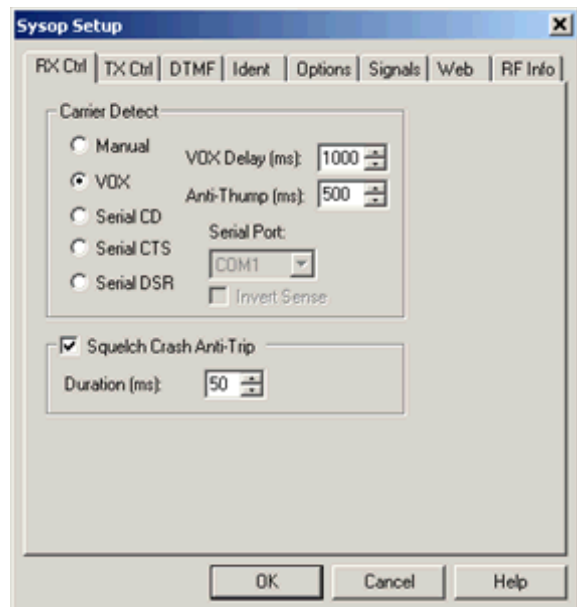 Sysop Setup
RX Ctrl TX Ctrl DTMF Ident Options Signals Web RF Info
Carrier Detect
Manual
VOX Delay (ms): 1000
VOX
Anti-Thump (ms): 500
Serial CD
Serial Port:
Serial CTS
COM1
Serial DSR
Invert Sense
Squelch Crash Anti-Trip
Duration (ms): 50
OK Cancel Help